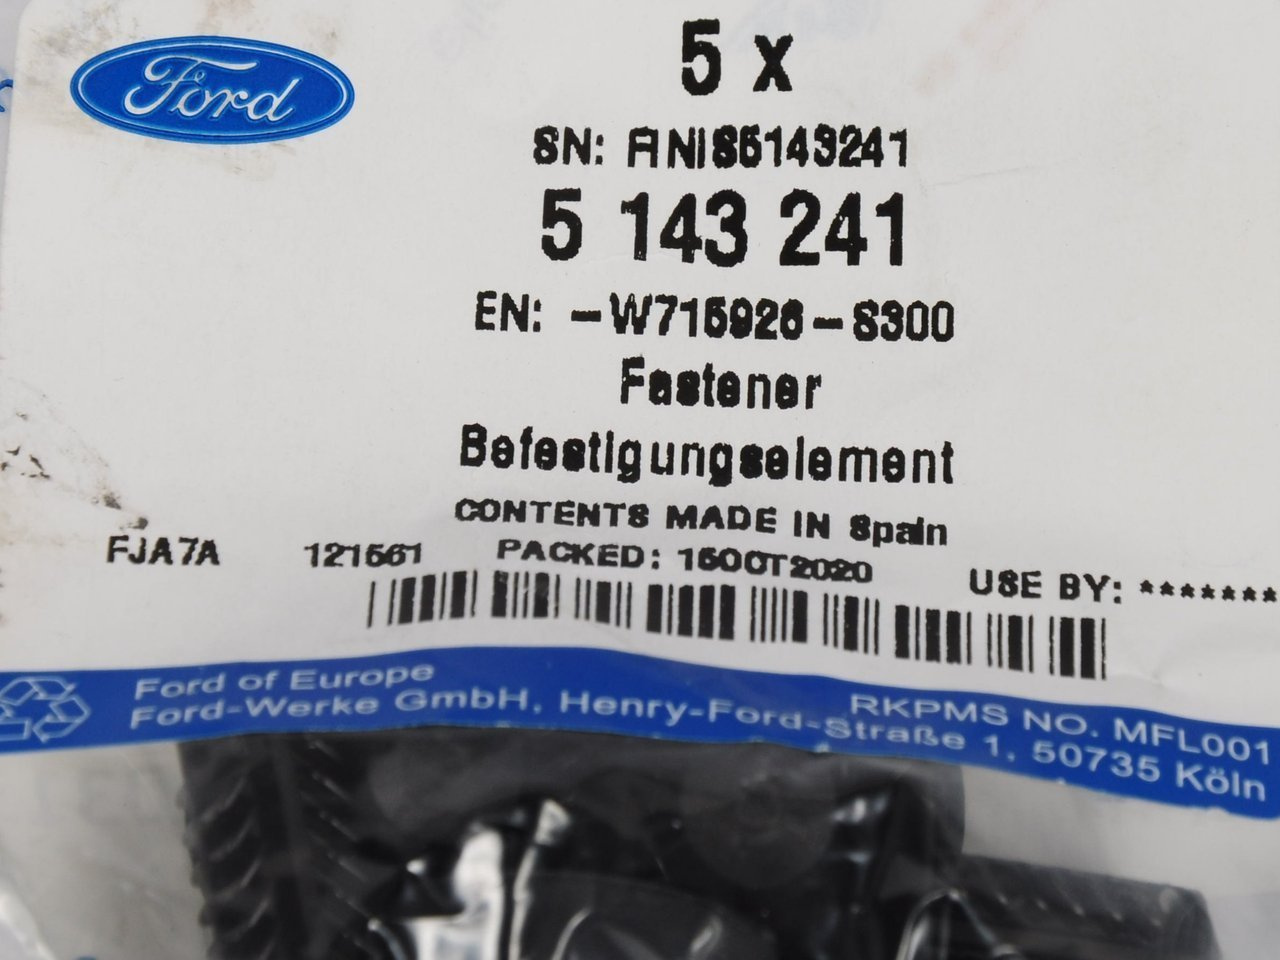 Ford
5 x
SN: ANIS5143241
5 143 241
EN: -W715926-S300
Fastener
Befestigungselement
CONTENTS MADE IN Spain
FJA7A 121561 PACKED: 15OCT2020 USE BY: *******
Ford of Europe
Ford-Werke GmbH, Henry-Ford-Straße 1, 50735 Köln
RKPMS NO. MFL001